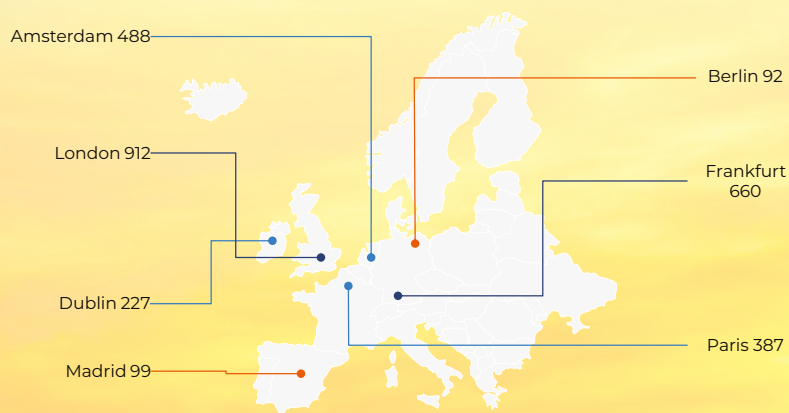 Amsterdam 488
Berlin 92
London 912
Frankfurt
660
Dublin 227
Paris 387
Madrid 99